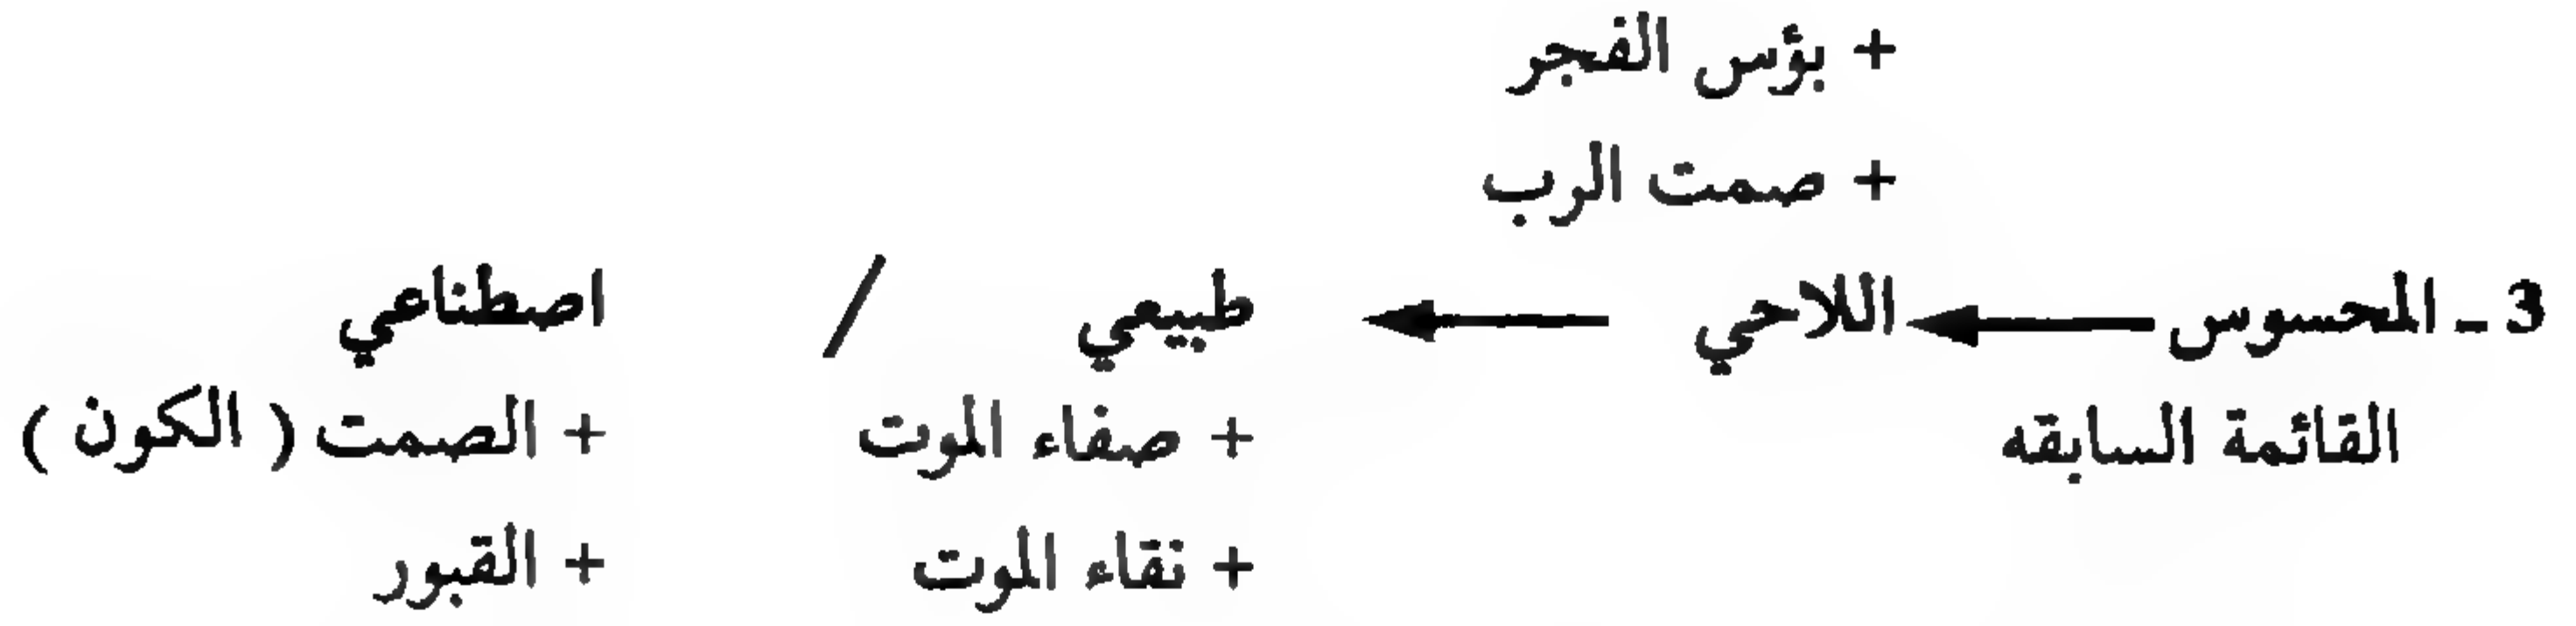 + بؤس الفجر
+ صمت الرب
3 ـ المحسوس ← اللاحي ← طبيعي / اصطناعي
القائمة السابقه + صفاء الموت + الصمت ( الكون )
+ نقاء الموت + القبور